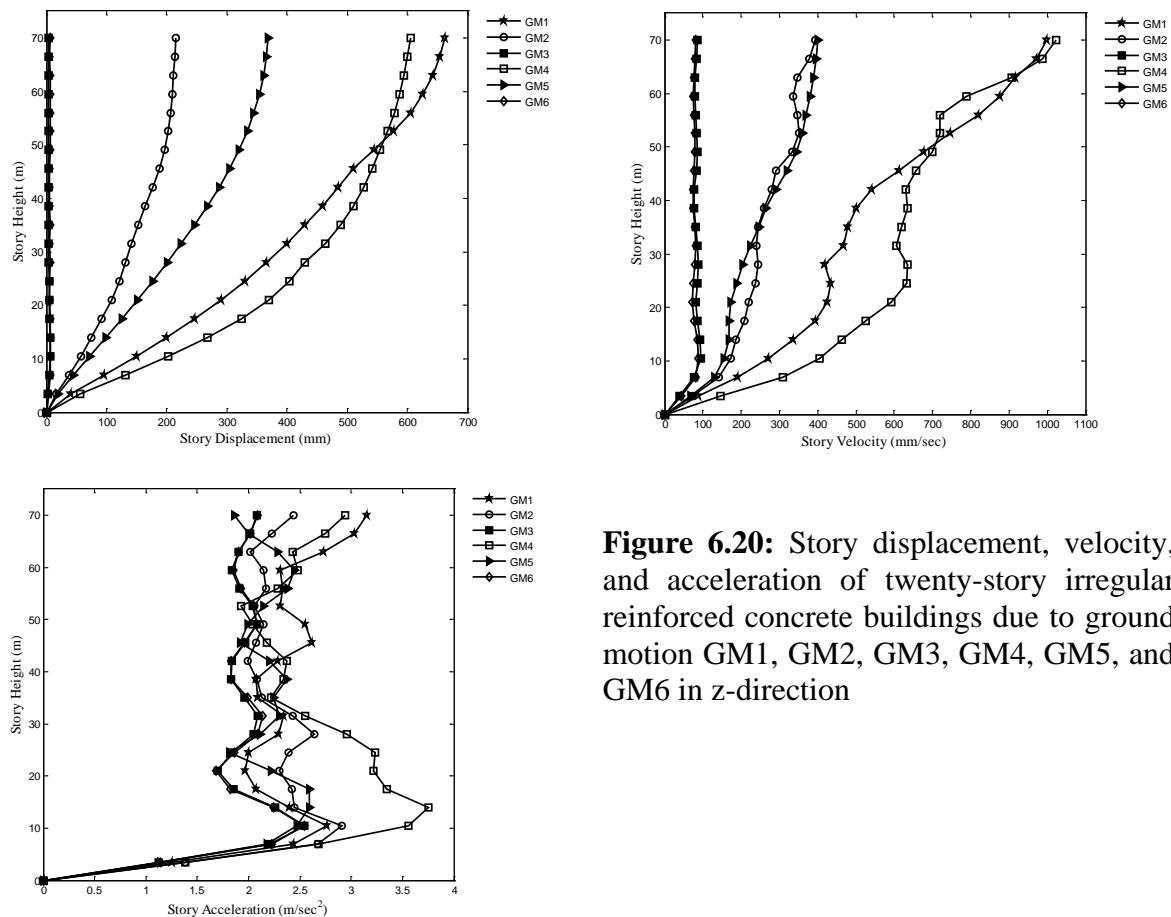 GM1
GM2
GM3
GM4
GM5
GM6
70
60
50
40
30
20
10
0
Story Height (m)
0 100 200 300 400 500 600 700
Story Displacement (mm)
GM1
GM2
GM3
GM4
GM5
GM6
70
60
50
40
30
20
10
0
Story Height (m)
0 100 200 300 400 500 600 700 800 900 1000 1100
Story Velocity (mm/sec)
GM1
GM2
GM3
GM4
GM5
GM6
70
60
50
40
30
20
10
0
Story Height (m)
0 0.5 1 1.5 2 2.5 3 3.5 4
Story Acceleration (m/sec²)
Figure 6.20: Story displacement, velocity,
and acceleration of twenty-story irregular
reinforced concrete buildings due to ground
motion GM1, GM2, GM3, GM4, GM5, and
GM6 in z-direction